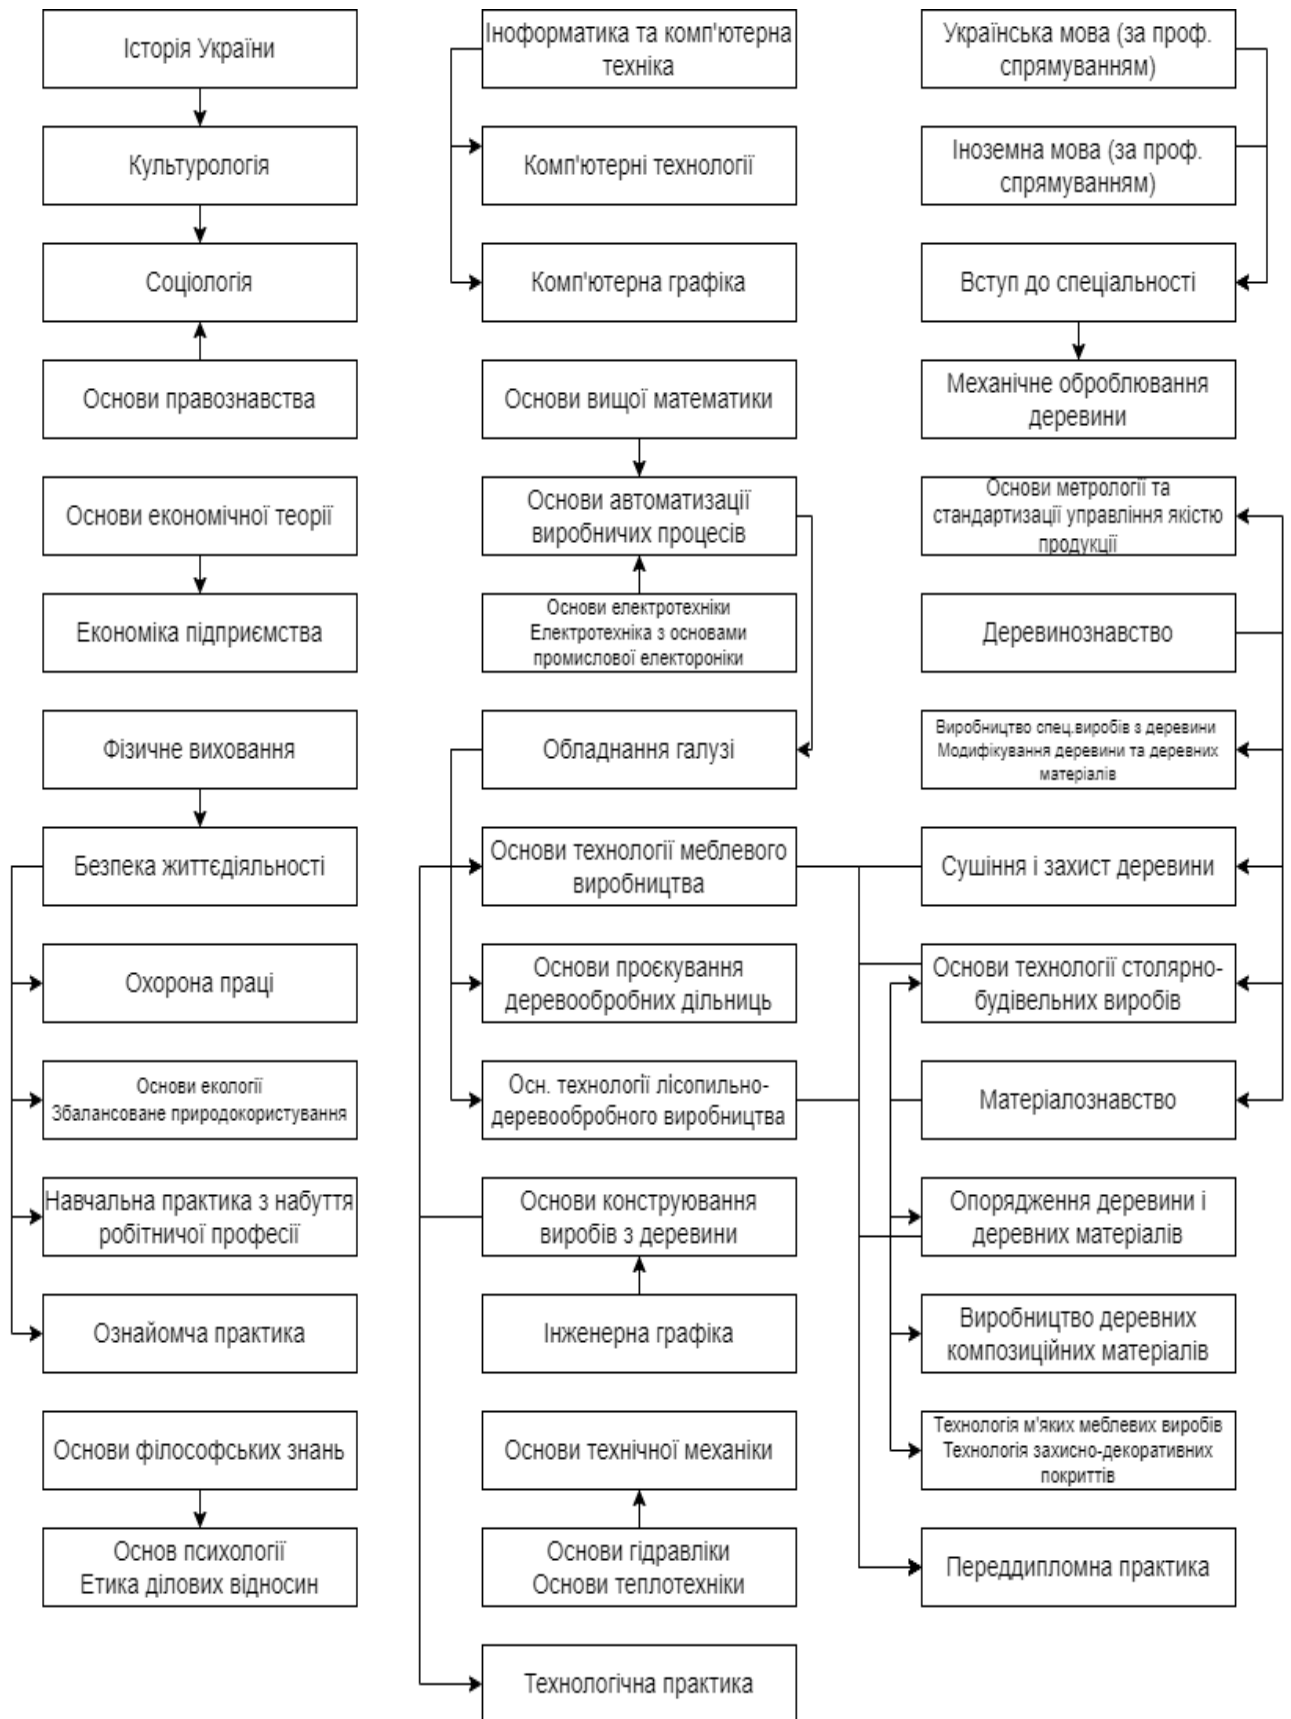 Історія України
Культурологія
Соціологія
Основи правознавства
Основи економічної теорії
Економіка підприємства
Фізичне виховання
Безпека життєдіяльності
Охорона праці
Основи екології
Збалансоване природокористування
Навчальна практика з набуття
робітничої професії
Ознайомча практика
Основи філософських знань
Основ психології
Етика ділових відносин
Іноформатика та комп'ютерна
техніка
Комп'ютерні технології
Комп'ютерна графіка
Основи вищої математики
Основи автоматизації
виробничих процесів
Основи електротехніки
Електротехніка з основами
промислової електороніки
Обладнання галузі
Основи технології меблевого
виробництва
Основи проєкування
деревообробних дільниць
Осн. технології лісопильно-
деревообробного виробництва
Основи конструювання
виробів з деревини
Інженерна графіка
Основи технічної механіки
Основи гідравліки
Основи теплотехніки
Технологічна практика
Українська мова (за проф.
спрямуванням)
Іноземна мова (за проф.
спрямуванням)
Вступ до спеціальності
Механічне оброблювання
деревини
Основи метрології та
стандартизації управління якістю
продукції
Деревинознавство
Виробництво спец.виробів з деревини
Модифікування деревини та деревних
матеріалів
Сушіння і захист деревини
Основи технології столярно-
будівельних виробів
Матеріалознавство
Опорядження деревини і
деревних матеріалів
Виробництво деревних
композиційних матеріалів
Технологія м'яких меблевих виробів
Технологія захисно-декоративних
покриттів
Переддипломна практика